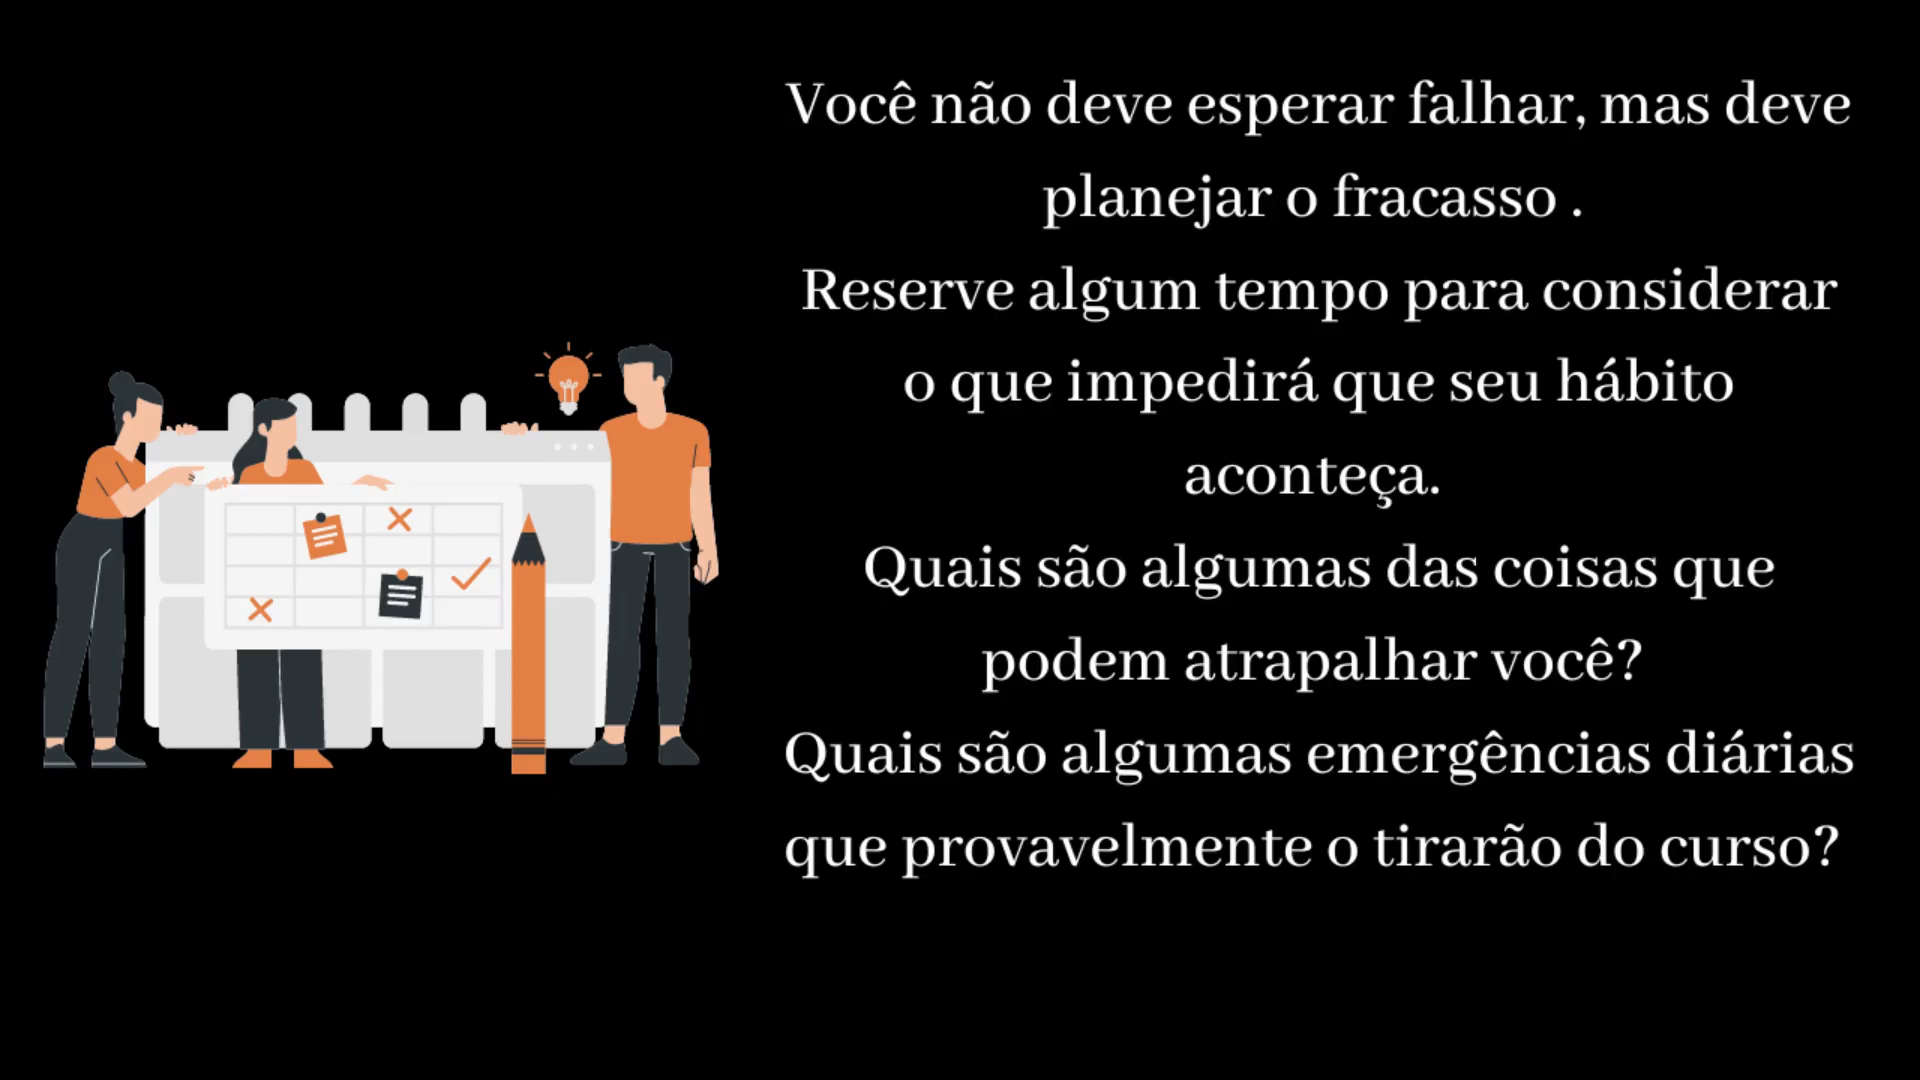 Você não deve esperar falhar, mas deve
planejar o fracasso .
Reserve algum tempo para considerar
o que impedirá que seu hábito
aconteça.
Quais são algumas das coisas que
podem atrapalhar você?
Quais são algumas emergências diárias
que provavelmente o tirarão do curso?